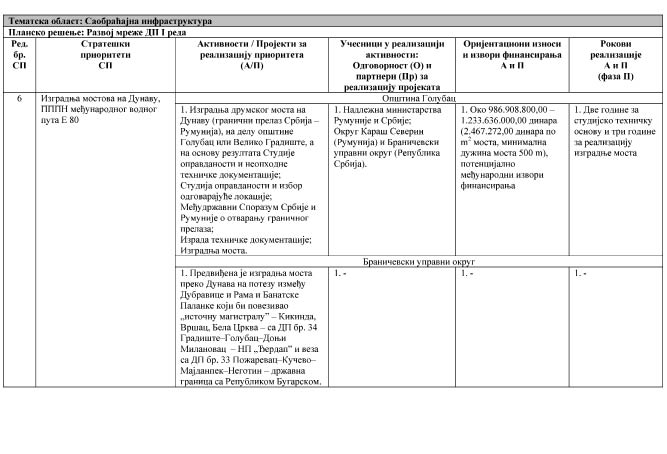 Тематска област: Саобраћајна инфраструктура
Планско решење: Развој мреже ДП I реда
Ред.
бр.
СП
Стратешки
приоритети
СП
Активности / Пројекти за
реализацију приоритета
(А/П)
Учесници у реализацији
активности:
Одговорност (О) и
партнери (Пр) за
реализацију пројеката
Оријентациони износи
и извори финансирања
А и П
Рокови
реализације
А и П
(фаза П)
6
Изградња мостова на Дунаву,
ПППН међународног водног
пута Е 80
Општина Голубац
1. Изградња друмског моста на
Дунаву (гранични прелаз Србија –
Румунија), на делу општине
Голубац или Велико Градиште, а
на основу резултата Студије
оправданости и неопходне
техничке документације;
Студија оправданости и избор
одговарајуће локације;
Међудржавни Споразум Србије и
Румуније о отварању граничног
прелаза;
Израда техничке документације;
Изградња моста.
1. Надлежна министарства
Румуније и Србије;
Округ Караш Северин
(Румунија) и Браничевски
управни округ (Република
Србија).
1. Око 986.908.800,00 –
1.233.636.000,00 динара
(2.467.272,00 динара по
m² моста, минимална
дужина моста 500 m),
потенцијално
међународни извори
финансирања
1. Две године за
студијско техничку
основу и три године
за реализацију
изградње моста
Браничевски управни округ
1. Предвиђена је изградња моста
преко Дунава на потезу између
Дубравице и Рама и Банатске
Паланке који би повезивао
„источну магистралу” – Кикинда,
Вршац, Бела Црква – са ДП бр. 34
Градиште–Голубац–Доњи
Милановац – НП „Ђердап” и веза
са ДП бр. 33 Пожаревац–Кучево–
Мајданпек–Неготин – државна
граница са Републиком Бугарском.
1. -
1. -
1. -